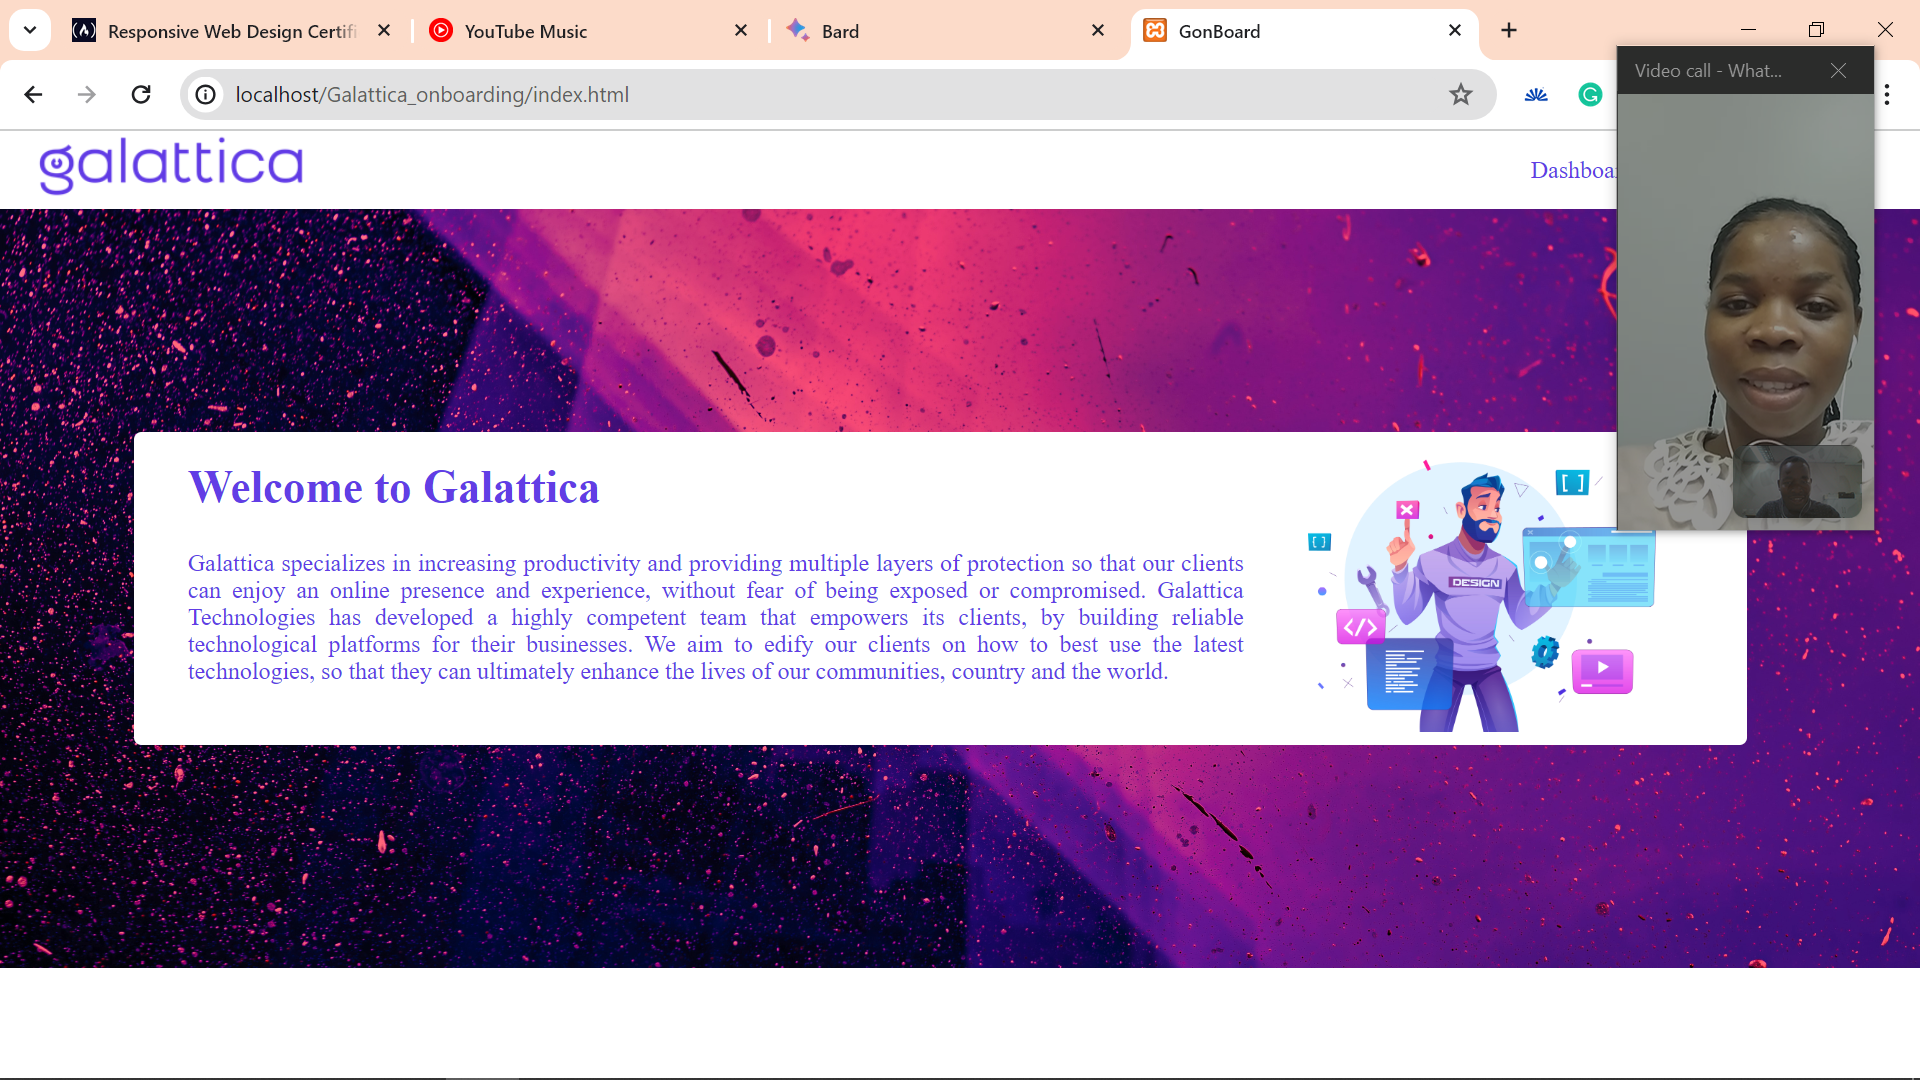 Responsive Web Design Certifi
YouTube Music
Bard
GonBoard
localhost/Galattica_onboarding/index.html
Video call - What...
galattica
Dashboar
Welcome to Galattica
Galattica specializes in increasing productivity and providing multiple layers of protection so that our clients
can enjoy an online presence and experience, without fear of being exposed or compromised. Galattica
Technologies has developed a highly competent team that empowers its clients, by building reliable
technological platforms for their businesses. We aim to edify our clients on how to best use the latest
technologies, so that they can ultimately enhance the lives of our communities, country and the world.
[ ]
[ ]
DESIGN
</>